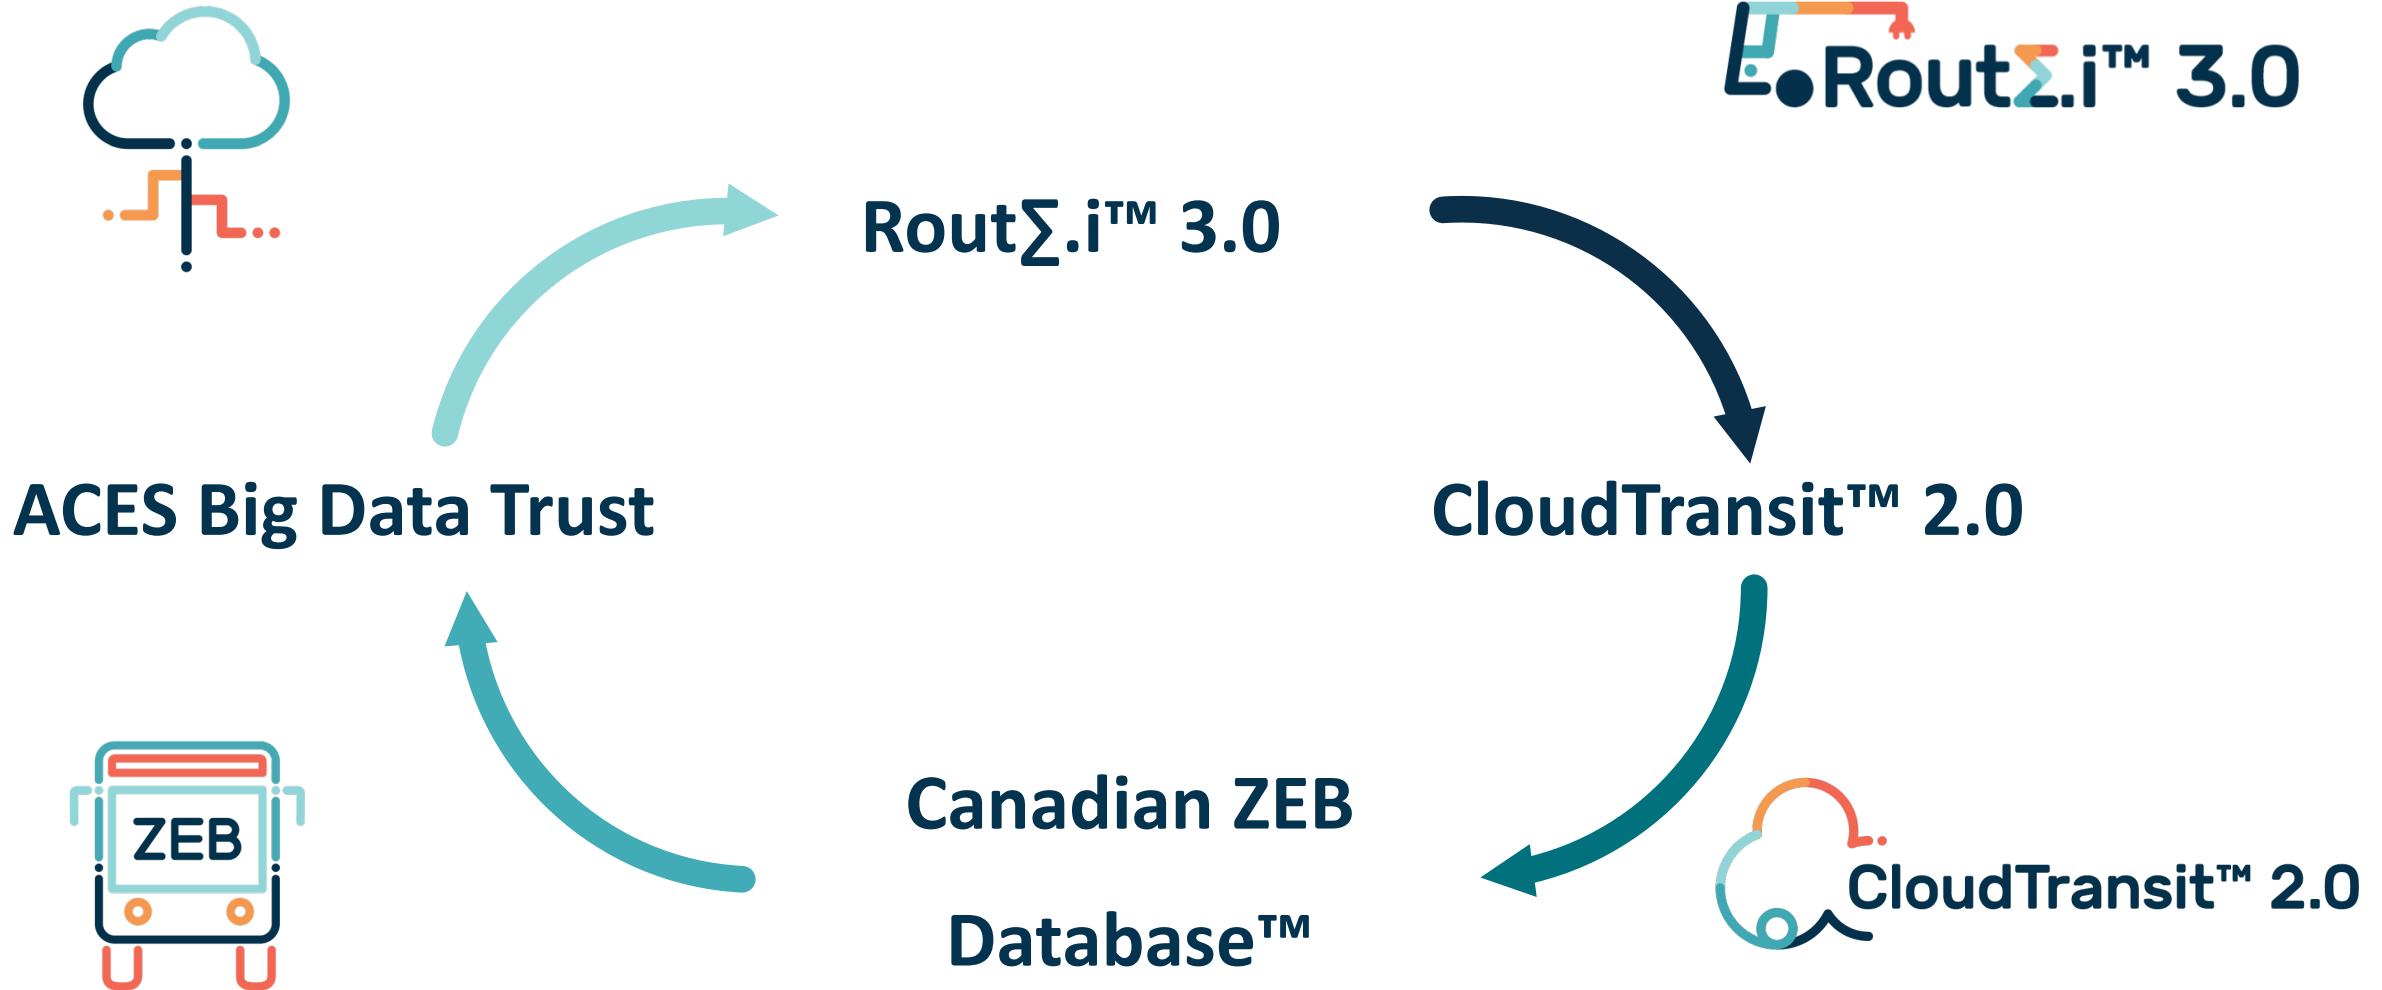 Rout∑.i™ 3.0
Rout∑.i™ 3.0
ACES Big Data Trust
CloudTransit™ 2.0
Canadian ZEB
Database™
ZEB
CloudTransit™ 2.0